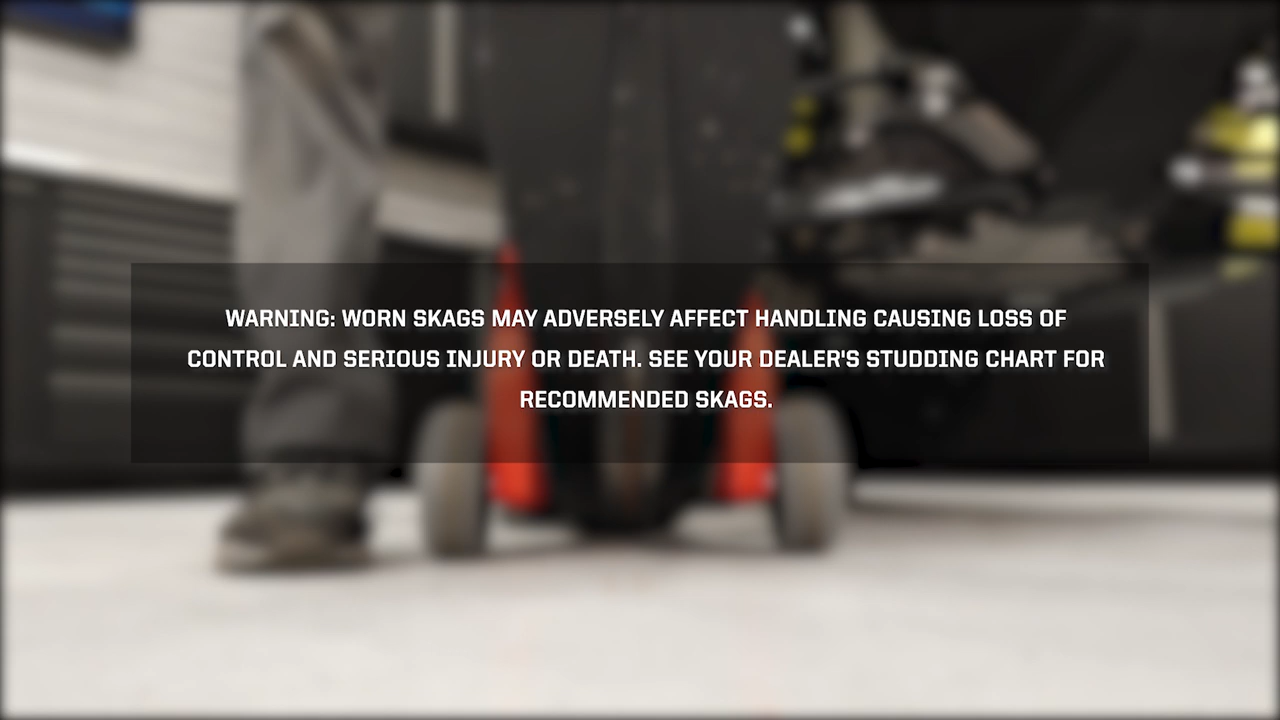 WARNING: WORN SKAGS MAY ADVERSELY AFFECT HANDLING CAUSING LOSS OF
CONTROL AND SERIOUS INJURY OR DEATH. SEE YOUR DEALER'S STUDDING CHART FOR
RECOMMENDED SKAGS.